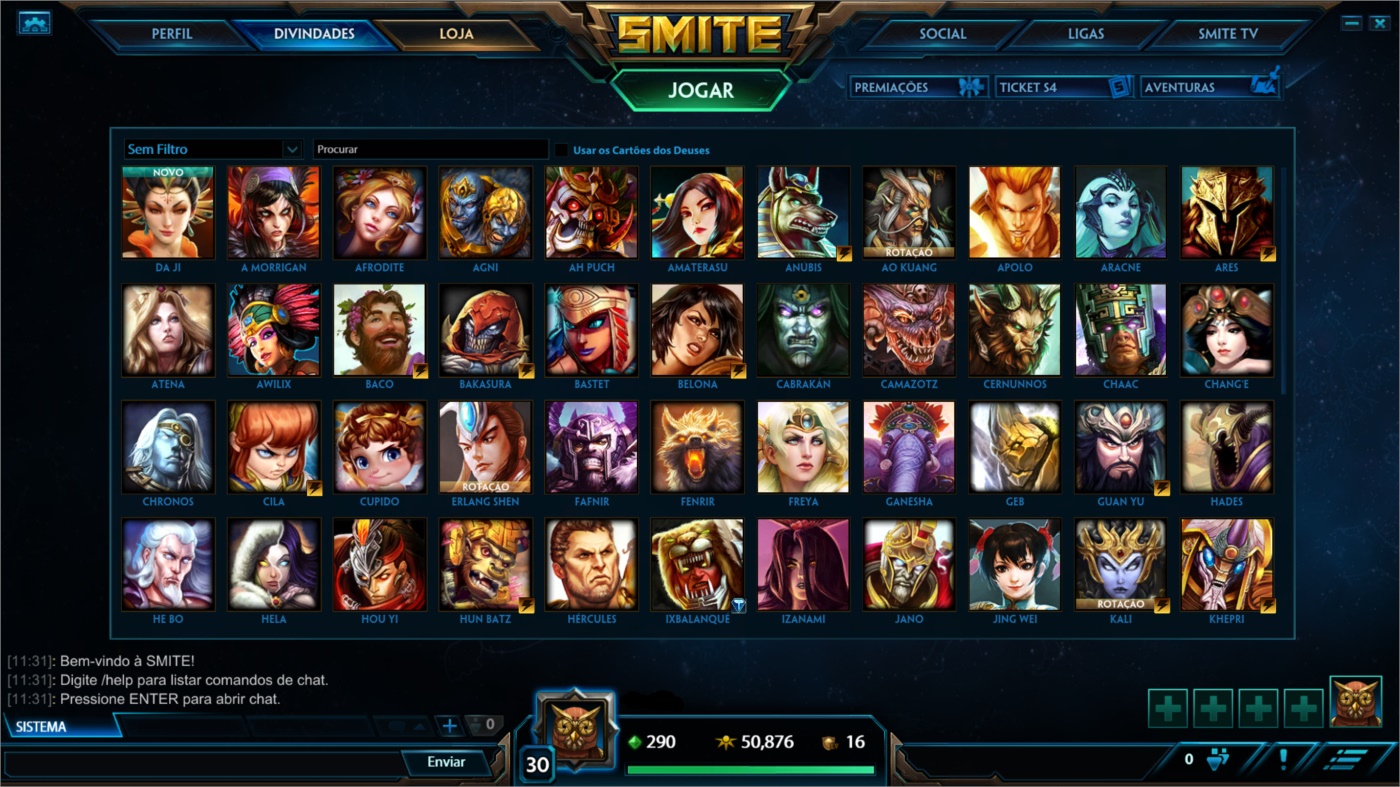 PERFIL
DIVINDADES
LOJA
SMITE
SOCIAL
LIGAS
SMITE TV
JOGAR
PREMIAÇÕES
TICKET S4
AVENTURAS
Sem Filtro
Procurar
Usar os Cartões dos Deuses
NOVO
ROTAÇÃO
DA JI
A MORRIGAN
AFRODITE
AGNI
AH PUCH
AMATERASU
ANUBIS
AO KUANG
APOLO
ARACNE
ARES
ATENA
AWILIX
BACO
BAKASURA
BASTET
BELONA
CABRAKAN
CAMAZOTZ
CERNUNNOS
CHAAC
CHANG'E
ROTAÇÃO
CHRONOS
CILA
CUPIDO
ERLANG SHEN
FAFNIR
FENRIR
FREYA
GANESHA
GEB
GUAN YU
HADES
ROTAÇÃO
HE BO
HELA
HOU YI
HUN BATZ
HÉRCULES
IXBALANQUÊ
IZANAMI
JANO
JING WEI
KALI
KHEPRI
[11:31]: Bem-vindo à SMITE!
[11:31]: Digite /help para listar comandos de chat.
[11:31]: Pressione ENTER para abrir chat.
SISTEMA
0
Enviar
30
290
50,876
16
0